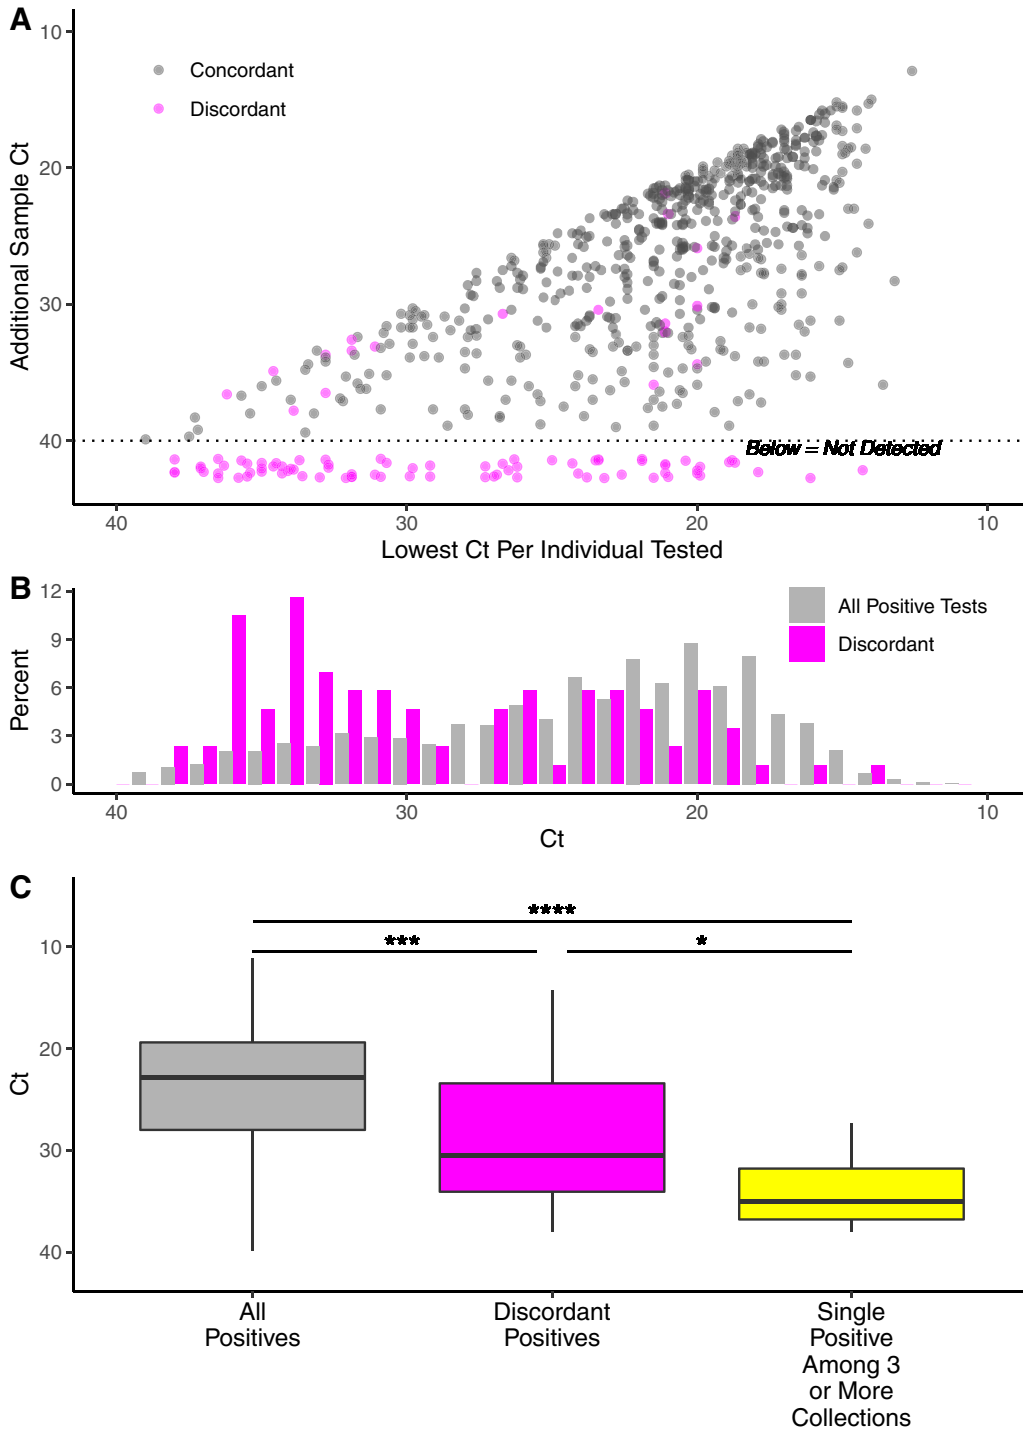 A
10
20
30
40
Additional Sample Ct
Concordant
Discordant
Below = Not Detected
40
30
20
10
Lowest Ct Per Individual Tested
B
12
9
6
3
0
Percent
All Positive Tests
Discordant
40
30
20
10
Ct
C
10
20
30
40
Ct
****
***
*
All
Positives
Discordant
Positives
Single
Positive
Among 3
or More
Collections